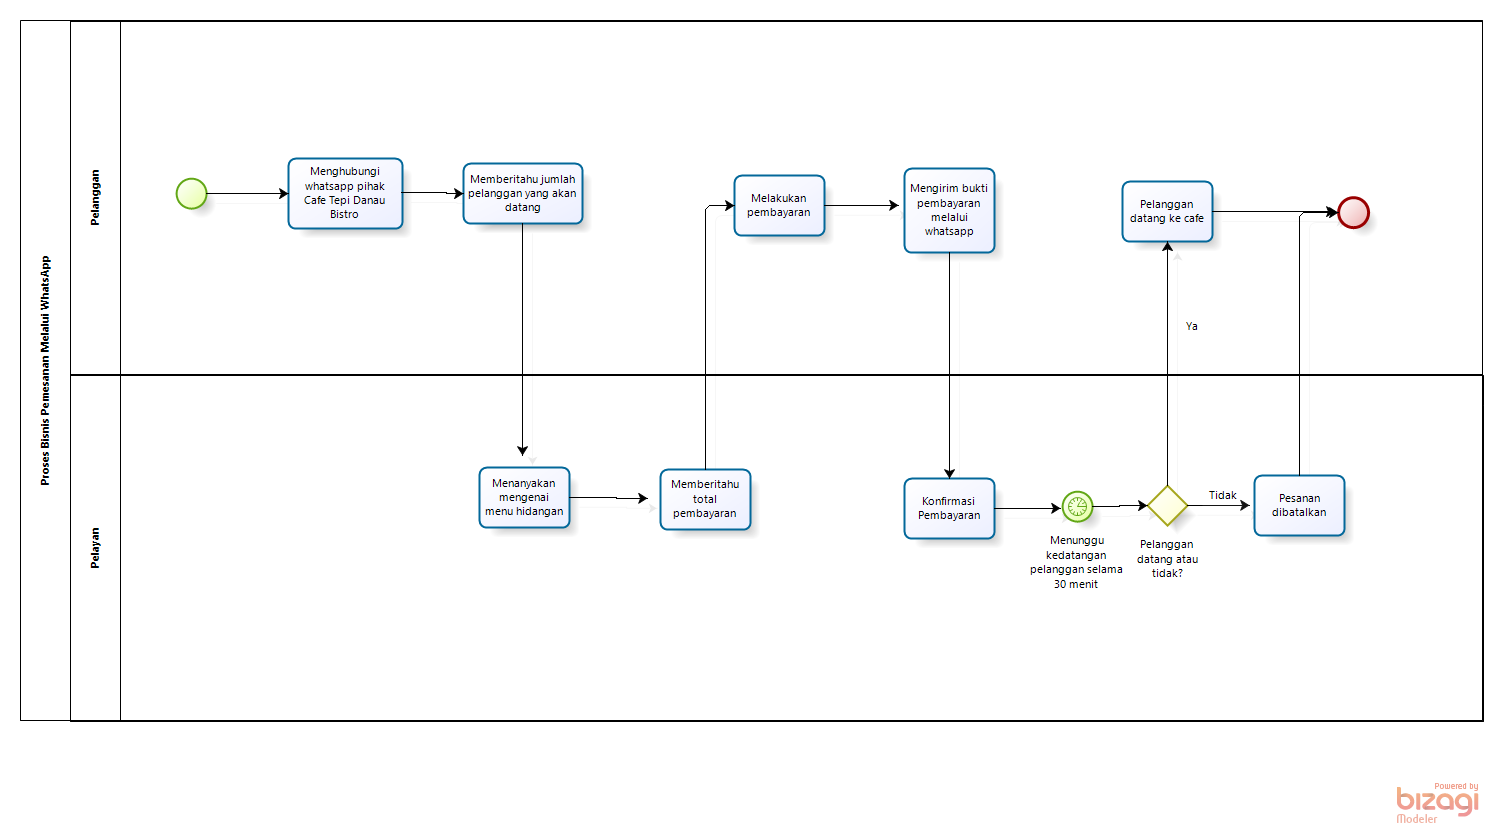 Proses Bisnis Pemesanan Melalui WhatsApp
Pelanggan
Menghubungi
whatsapp pihak
Cafe Tepi Danau
Bistro
Memberitahu jumlah
pelanggan yang akan
datang
Melakukan
pembayaran
Mengirim bukti
pembayaran
melalui
whatsapp
Pelanggan
datang ke cafe
Ya
Pelayan
Menanyakan
mengenai
menu hidangan
Memberitahu
total
pembayaran
Konfirmasi
Pembayaran
Menunggu
kedatangan
pelanggan selama
30 menit
Pelanggan
datang atau
tidak?
Tidak
Pesanan
dibatalkan
Powered by
bizagi
Modeler